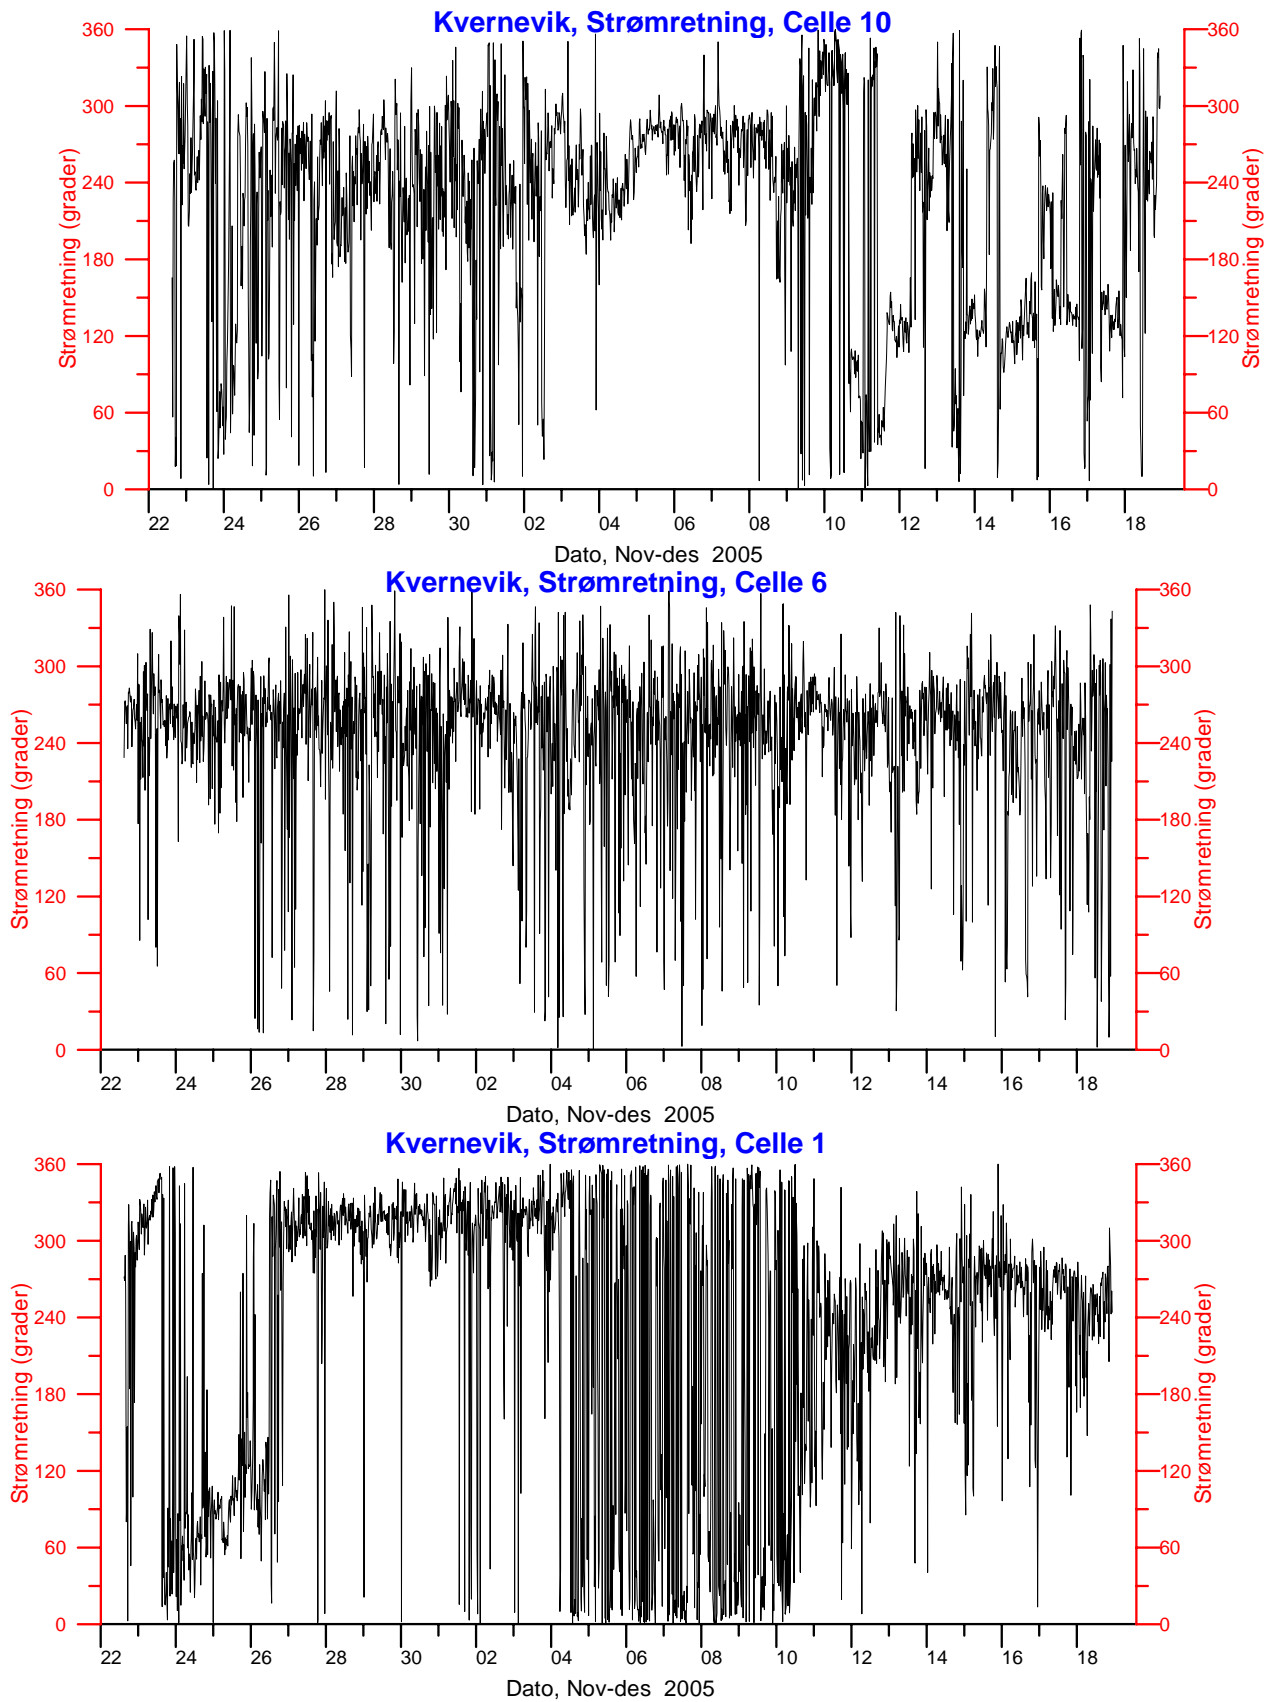 Kvernevik, Strømretning, Celle 10
360 360
300 300
240 240
180 180
120 120
60 60
0 0
Strømretning (grader)
Strømretning (grader)
22 24 26 28 30 02 04 06 08 10 12 14 16 18
Dato, Nov-des 2005
Kvernevik, Strømretning, Celle 6
360 360
300 300
240 240
180 180
120 120
60 60
0 0
Strømretning (grader)
Strømretning (grader)
22 24 26 28 30 02 04 06 08 10 12 14 16 18
Dato, Nov-des 2005
Kvernevik, Strømretning, Celle 1
360 360
300 300
240 240
180 180
120 120
60 60
0 0
Strømretning (grader)
Strømretning (grader)
22 24 26 28 30 02 04 06 08 10 12 14 16 18
Dato, Nov-des 2005